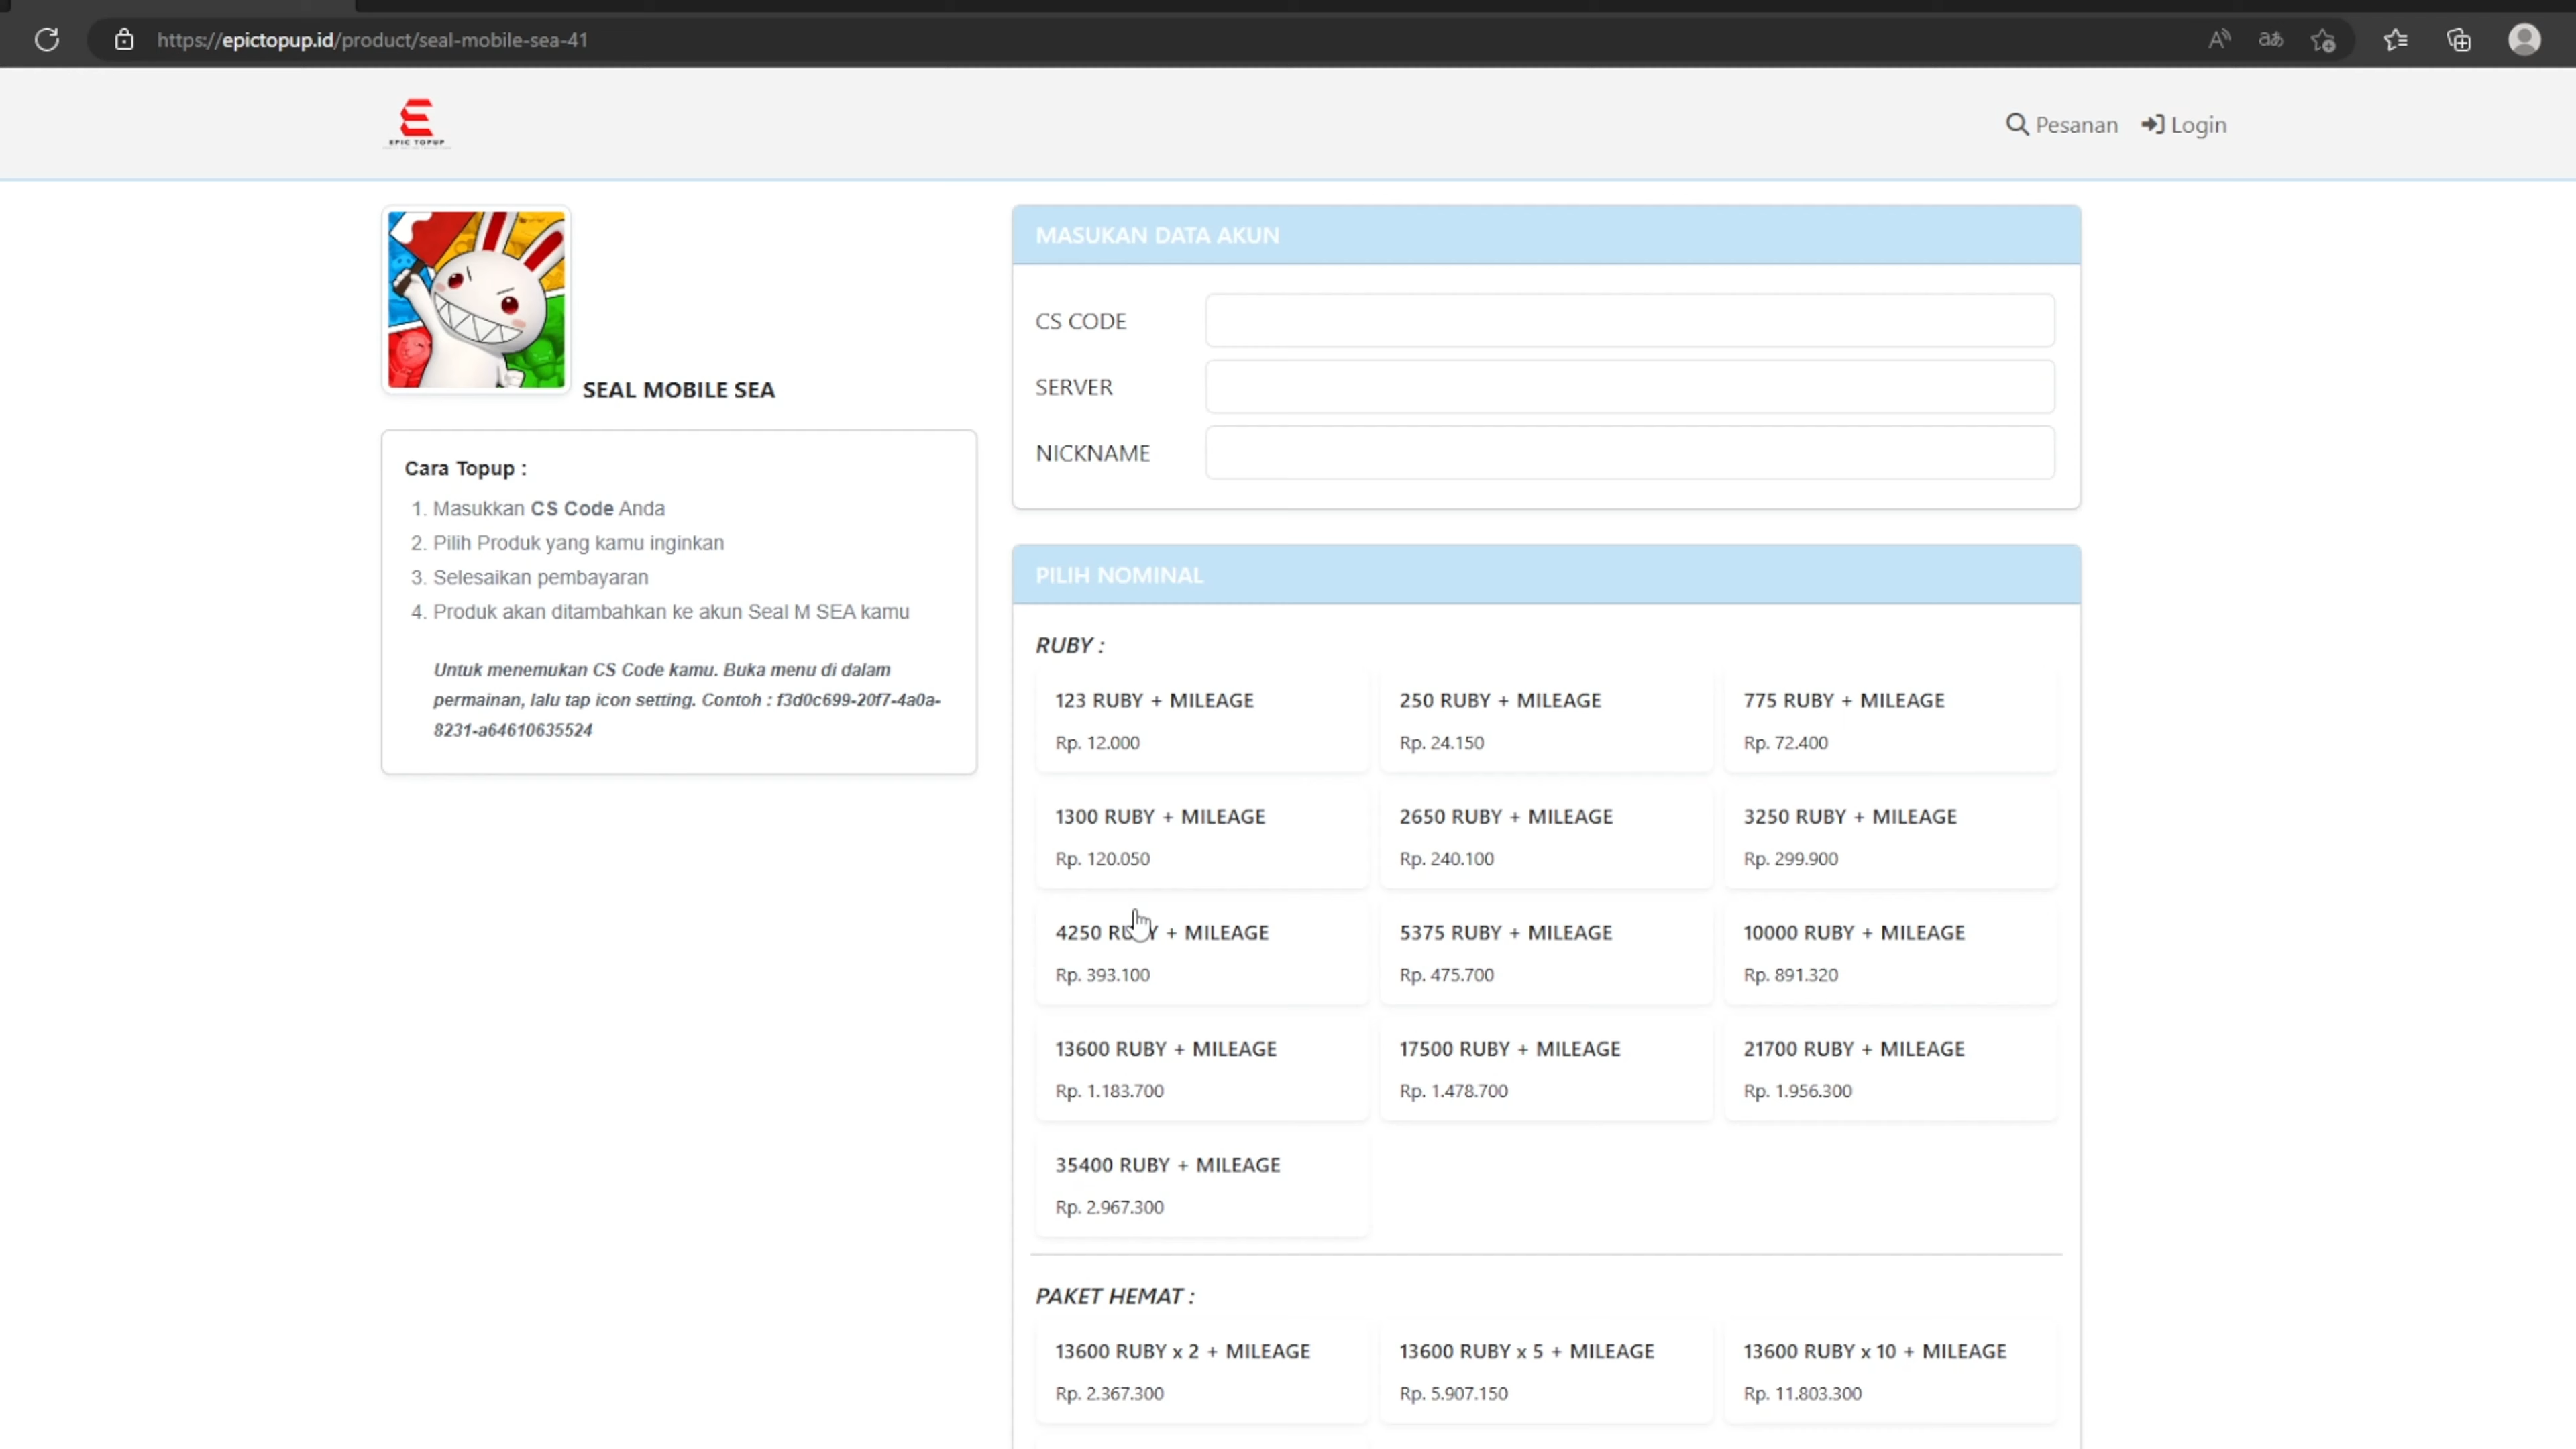 https://epictopup.id/product/seal-mobile-sea-41
EPIC TOPUP
Pesanan
Login
SEAL MOBILE SEA
Cara Topup :
1. Masukkan CS Code Anda
2. Pilih Produk yang kamu inginkan
3. Selesaikan pembayaran
4. Produk akan ditambahkan ke akun Seal M SEA kamu
Untuk menemukan CS Code kamu. Buka menu di dalam
permainan, lalu tap icon setting. Contoh : f3d0c699-20f7-4a0a-
8231-a64610635524
MASUKAN DATA AKUN
CS CODE
SERVER
NICKNAME
PILIH NOMINAL
RUBY :
123 RUBY + MILEAGE
Rp. 12.000
250 RUBY + MILEAGE
Rp. 24.150
775 RUBY + MILEAGE
Rp. 72.400
1300 RUBY + MILEAGE
Rp. 120.050
2650 RUBY + MILEAGE
Rp. 240.100
3250 RUBY + MILEAGE
Rp. 299.900
4250 RUBY + MILEAGE
Rp. 393.100
5375 RUBY + MILEAGE
Rp. 475.700
10000 RUBY + MILEAGE
Rp. 891.320
13600 RUBY + MILEAGE
Rp. 1.183.700
17500 RUBY + MILEAGE
Rp. 1.478.700
21700 RUBY + MILEAGE
Rp. 1.956.300
35400 RUBY + MILEAGE
Rp. 2.967.300
PAKET HEMAT :
13600 RUBY x 2 + MILEAGE
Rp. 2.367.300
13600 RUBY x 5 + MILEAGE
Rp. 5.907.150
13600 RUBY x 10 + MILEAGE
Rp. 11.803.300